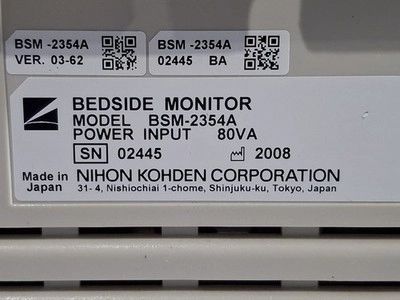 BSM -2354A
VER. 03-62
BSM -2354A
02445 BA
BEDSIDE MONITOR
MODEL BSM-2354A
POWER INPUT 80VA
SN 02445 2008
Made in Japan NIHON KOHDEN CORPORATION
31- 4, Nishiochiai 1-chome, Shinjuku-ku, Tokyo, Japan